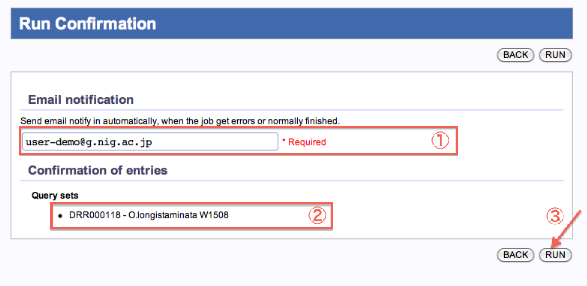 Run Confirmation
BACK RUN
Email notification
Send email notify in automatically, when the job get errors or normally finished.
user-demo@g.nig.ac.jp * Required ①
Confirmation of entries
Query sets
• DRR000118 - O.longistaminata W1508 ② ③
BACK RUN